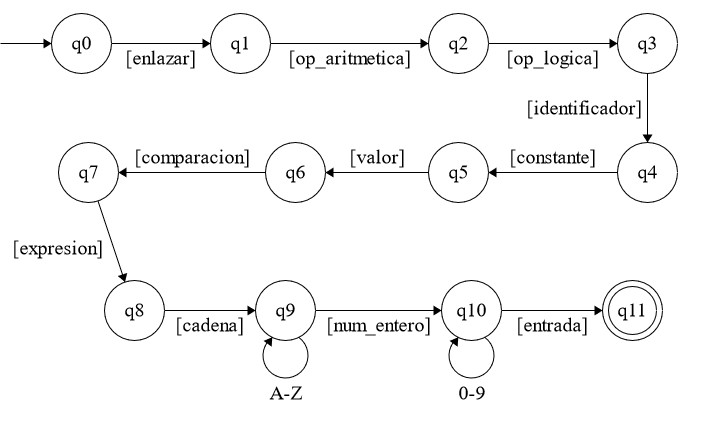 q0
[enlazar]
q1
[op_aritmetica]
q2
[op_logica]
q3
[identificador]
q4
[constante]
q5
[valor]
q6
[comparacion]
q7
[expresion]
q8
[cadena]
q9
A-Z
[num_entero]
q10
0-9
[entrada]
q11